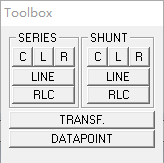 Toolbox
SERIES SHUNT
C L R C L R
LINE LINE
RLC RLC
TRANSF.
DATAPOINT